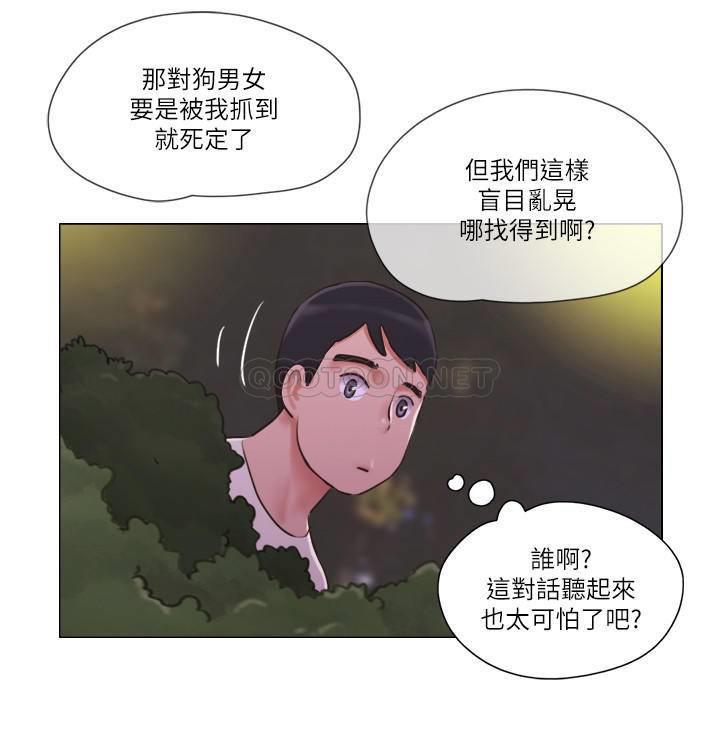 那對狗男女
要是被我抓到
就死定了
但我們這樣
盲目亂晃
哪找得到啊?
QOOTOON.NET
誰啊?
這對話聽起來
也太可怕了吧?